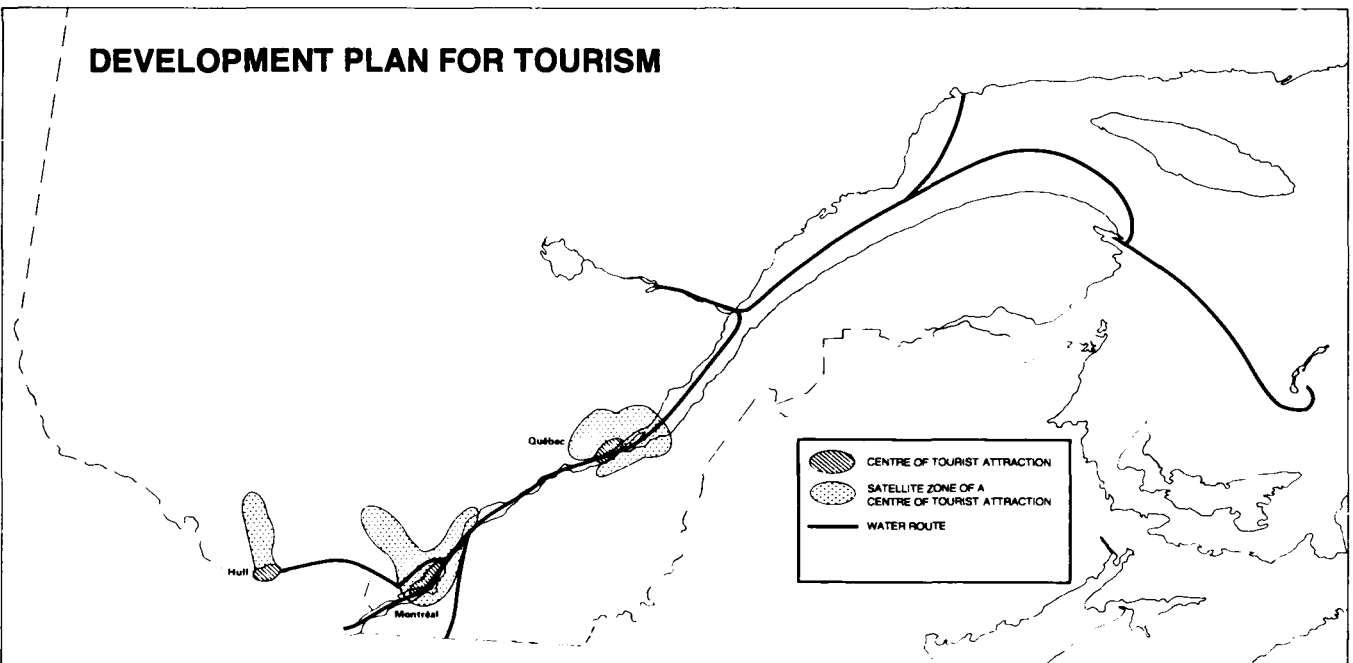 DEVELOPMENT PLAN FOR TOURISM
Québec
Hull
Montréal
CENTRE OF TOURIST ATTRACTION
SATELLITE ZONE OF A
CENTRE OF TOURIST ATTRACTION
WATER ROUTE